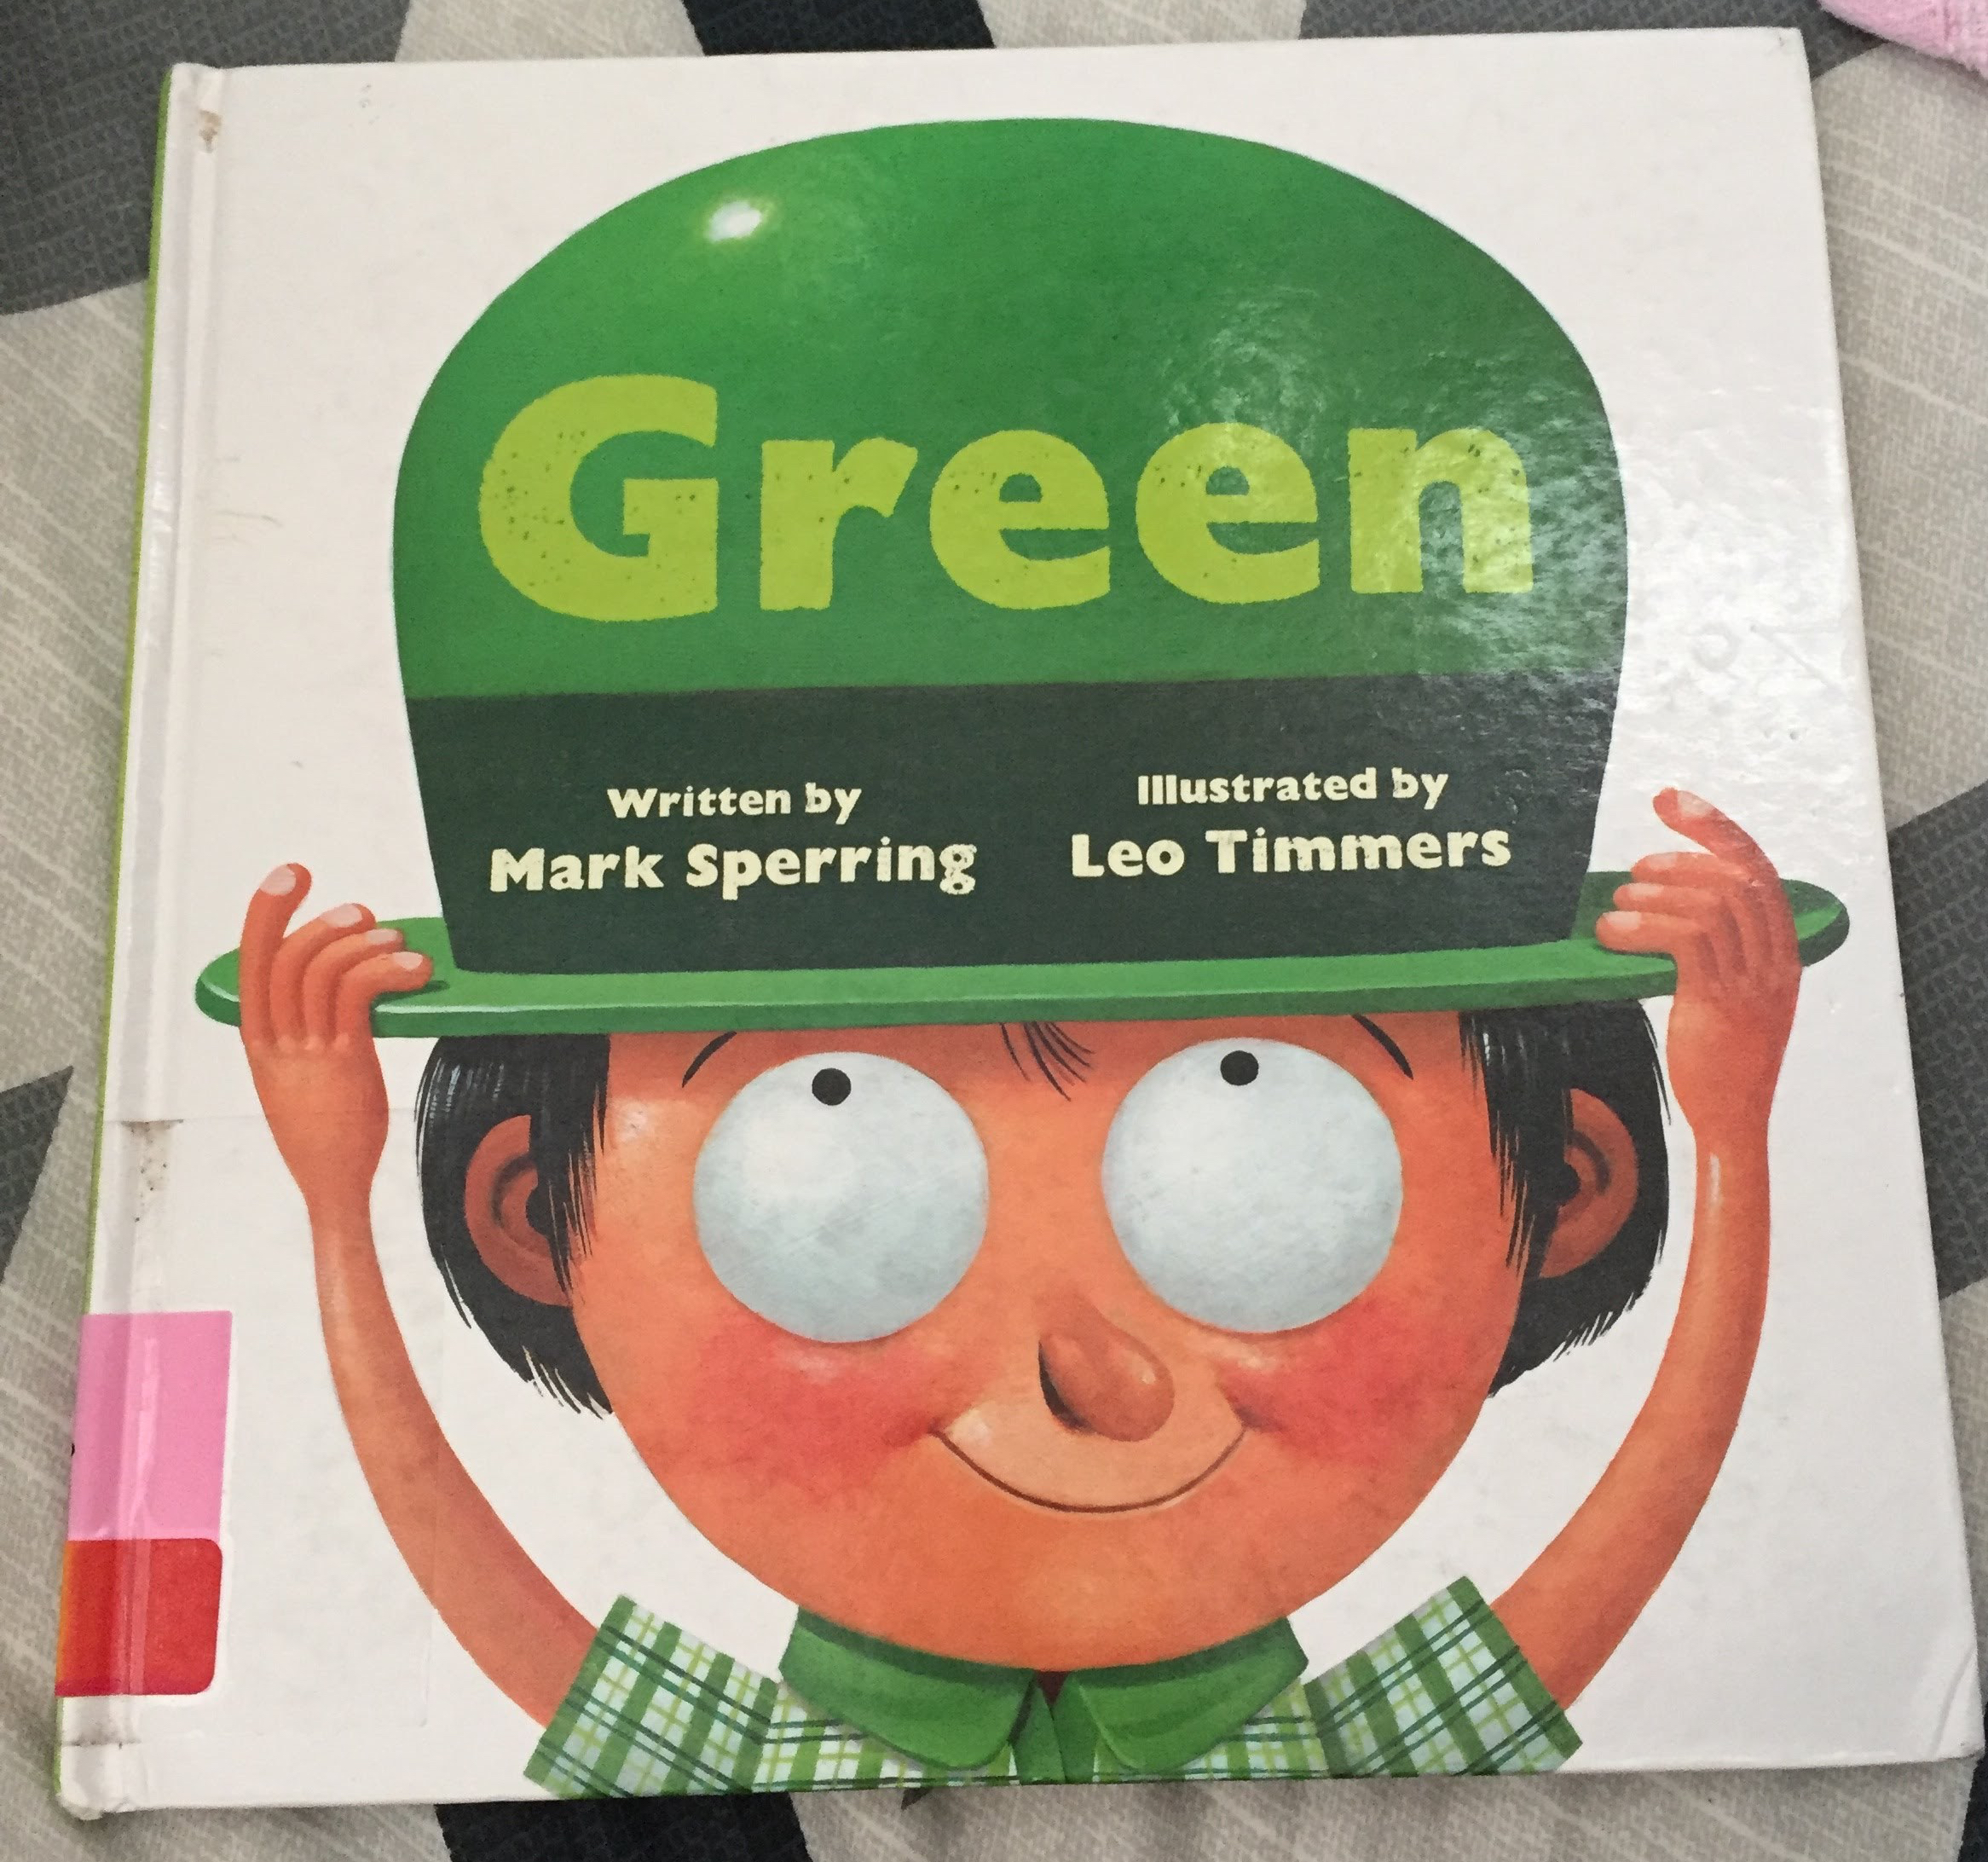 Green
Written by
Mark Sperring
Illustrated by
Leo Timmers